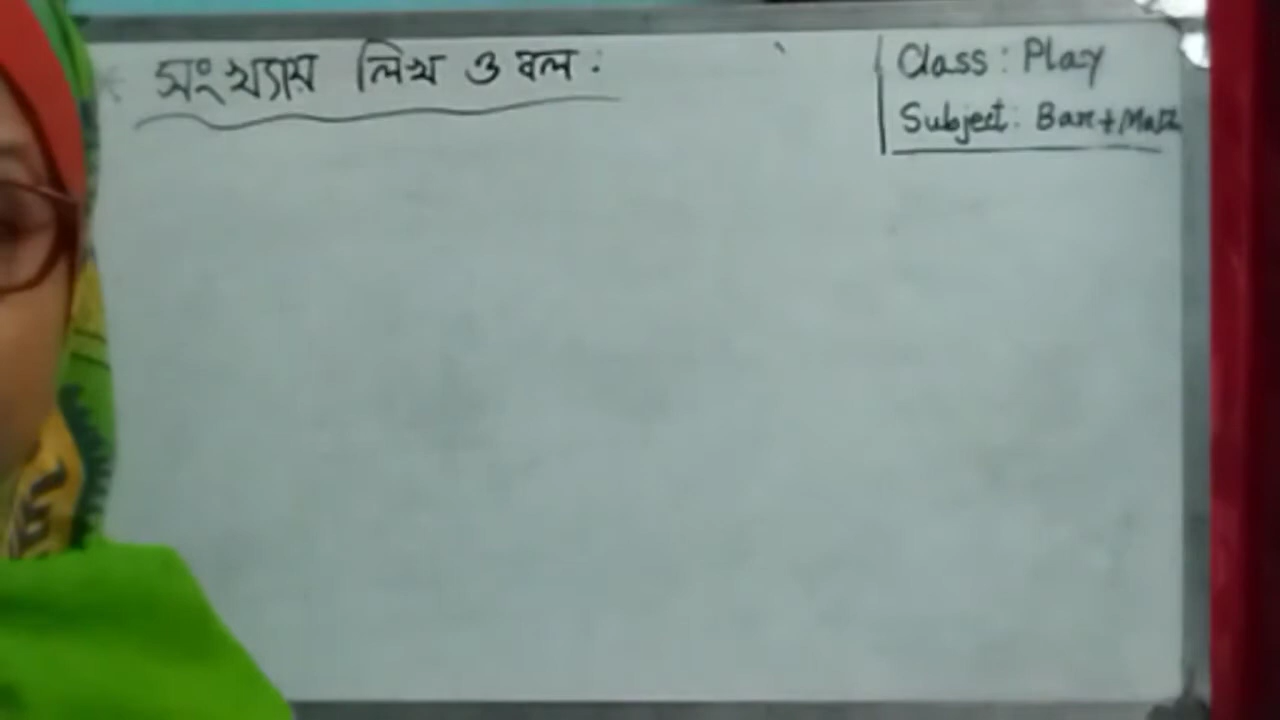 সংখ্যায় লিখ ও বল :
Class : Play
Subject : Ban + Math